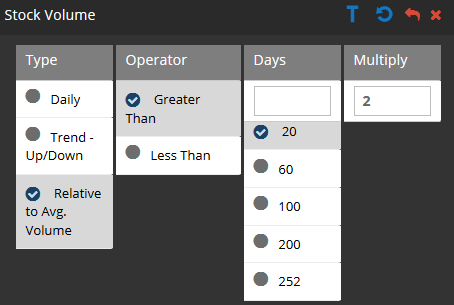 Stock Volume
Type
Operator
Days
Multiply
Daily
Trend -
Up/Down
Relative
to Avg.
Volume
Greater
Than
Less Than
20
60
100
200
252
2